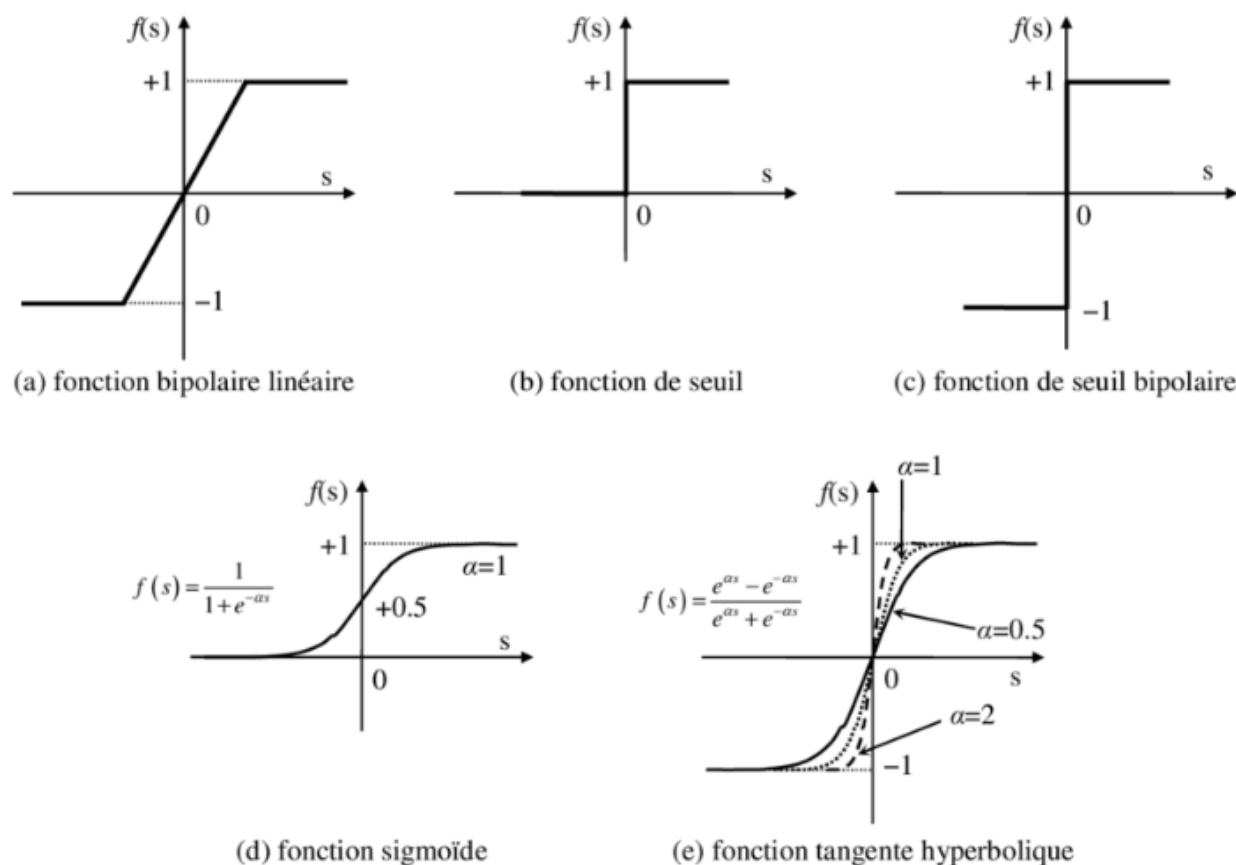 f(s) f(s) f(s)
+1 +1 +1
s s s
0 0 0
−1 −1
(a) fonction bipolaire linéaire (b) fonction de seuil (c) fonction de seuil bipolaire
α=1
f(s) f(s)
+1 +1
α=1
f(s)=1/(1+e^{-αs}) f(s)=(e^{αs}−e^{-αs})/(e^{αs}+e^{-αs})
+0.5 α=0.5
s
0 0 s
α=2
−1
(d) fonction sigmoïde (e) fonction tangente hyperbolique